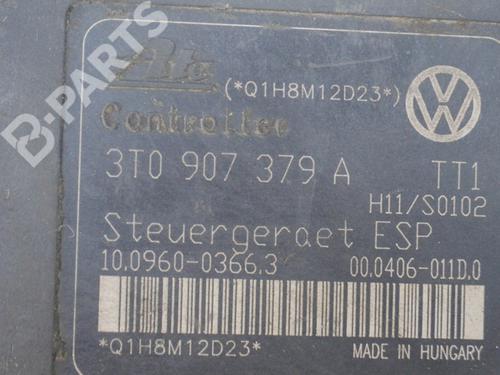 B-PARTS
Ate
(*Q1H8M12D23*)
Controller
3T0 907 379 A TT1
H11/S0102
Steuergeraet ESP
10.0960-0366.3 00.0406-011D.0
*Q1H8M12D23* MADE IN HUNGARY